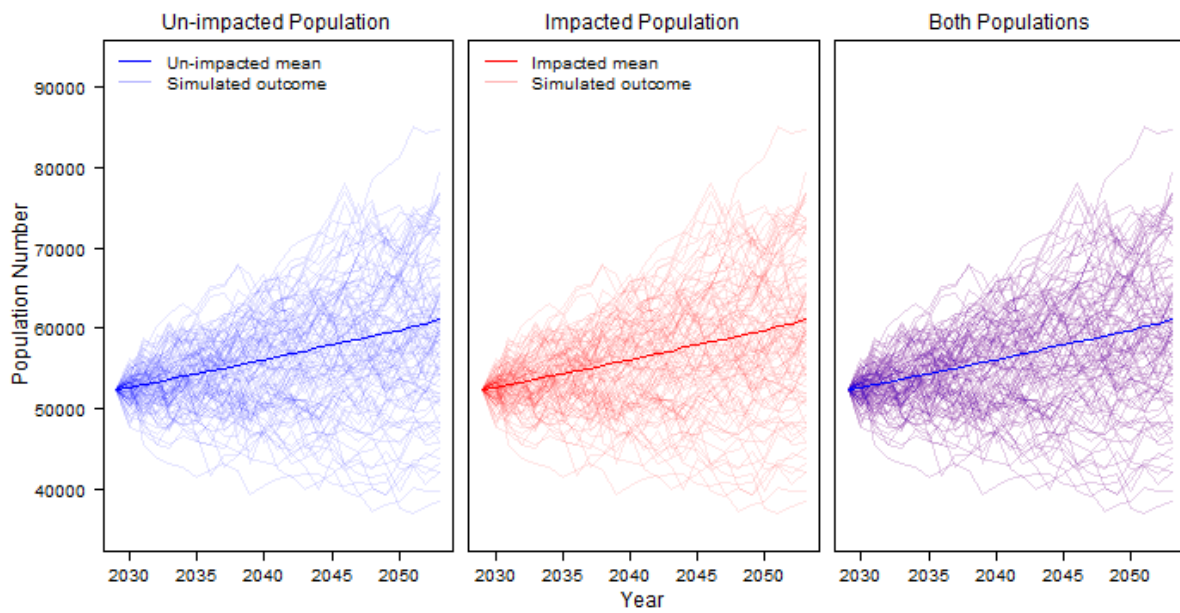 Un-impacted Population
Impacted Population
Both Populations
Un-impacted mean
Simulated outcome
Impacted mean
Simulated outcome
Population Number
90000
80000
70000
60000
50000
40000
2030 2035 2040 2045 2050
2030 2035 2040 2045 2050
2030 2035 2040 2045 2050
Year